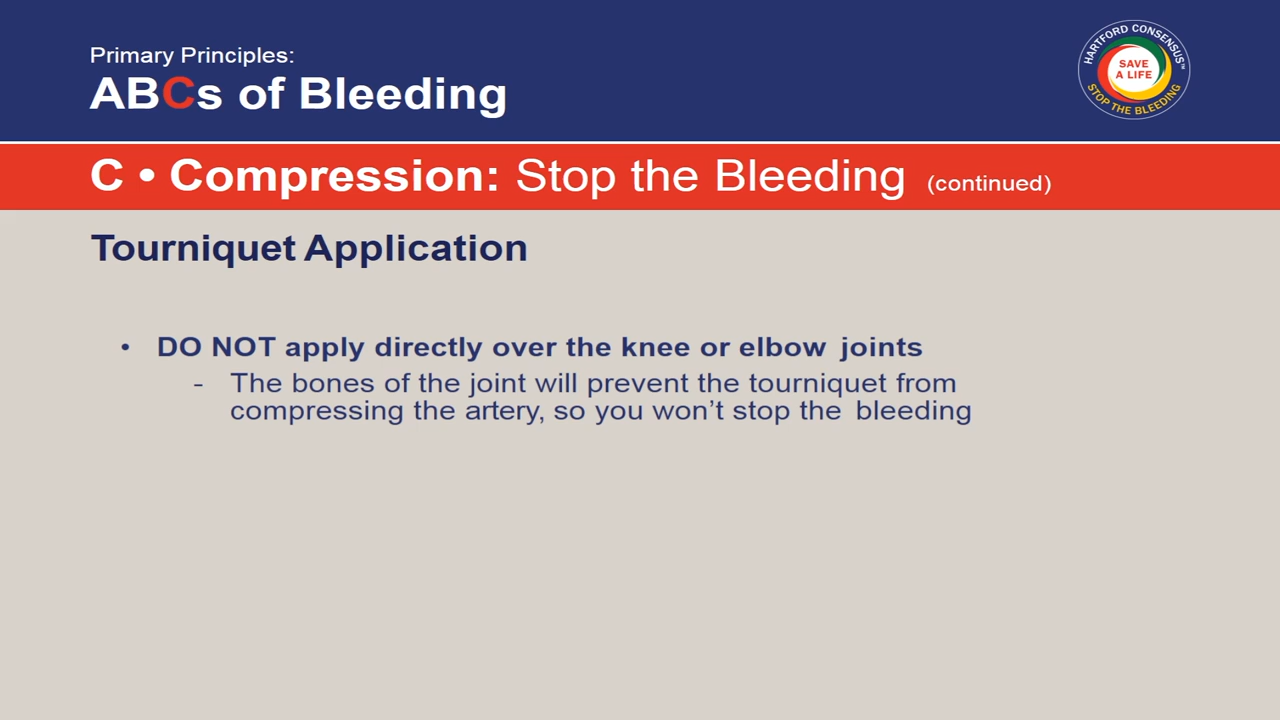 Primary Principles:
ABCs of Bleeding
HARTFORD CONSENSUS™
SAVE
A LIFE
STOP THE BLEEDING
C • Compression: Stop the Bleeding (continued)
Tourniquet Application
• DO NOT apply directly over the knee or elbow joints
- The bones of the joint will prevent the tourniquet from
compressing the artery, so you won’t stop the bleeding